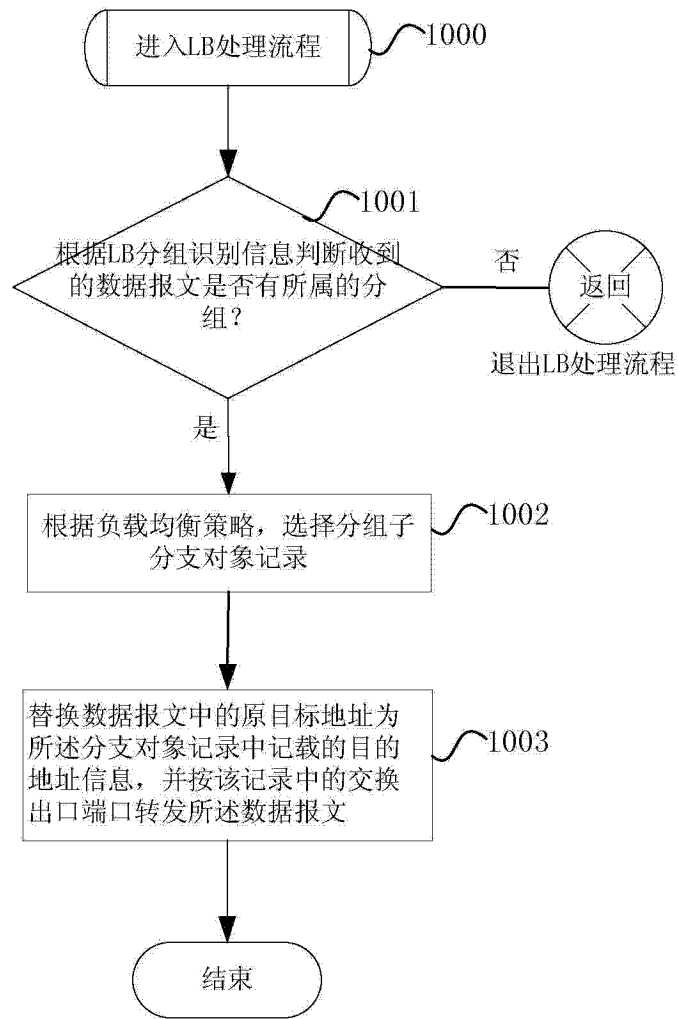 进入LB处理流程
1000
1001
根据LB分组识别信息判断收到
的数据报文是否有所属的分
组？
否
返回
退出LB处理流程
是
根据负载均衡策略，选择分组子
分支对象记录
1002
替换数据报文中的原目标地址为
所述分支对象记录中记载的目的
地址信息，并按该记录中的交换
出口端口转发所述数据报文
1003
结束